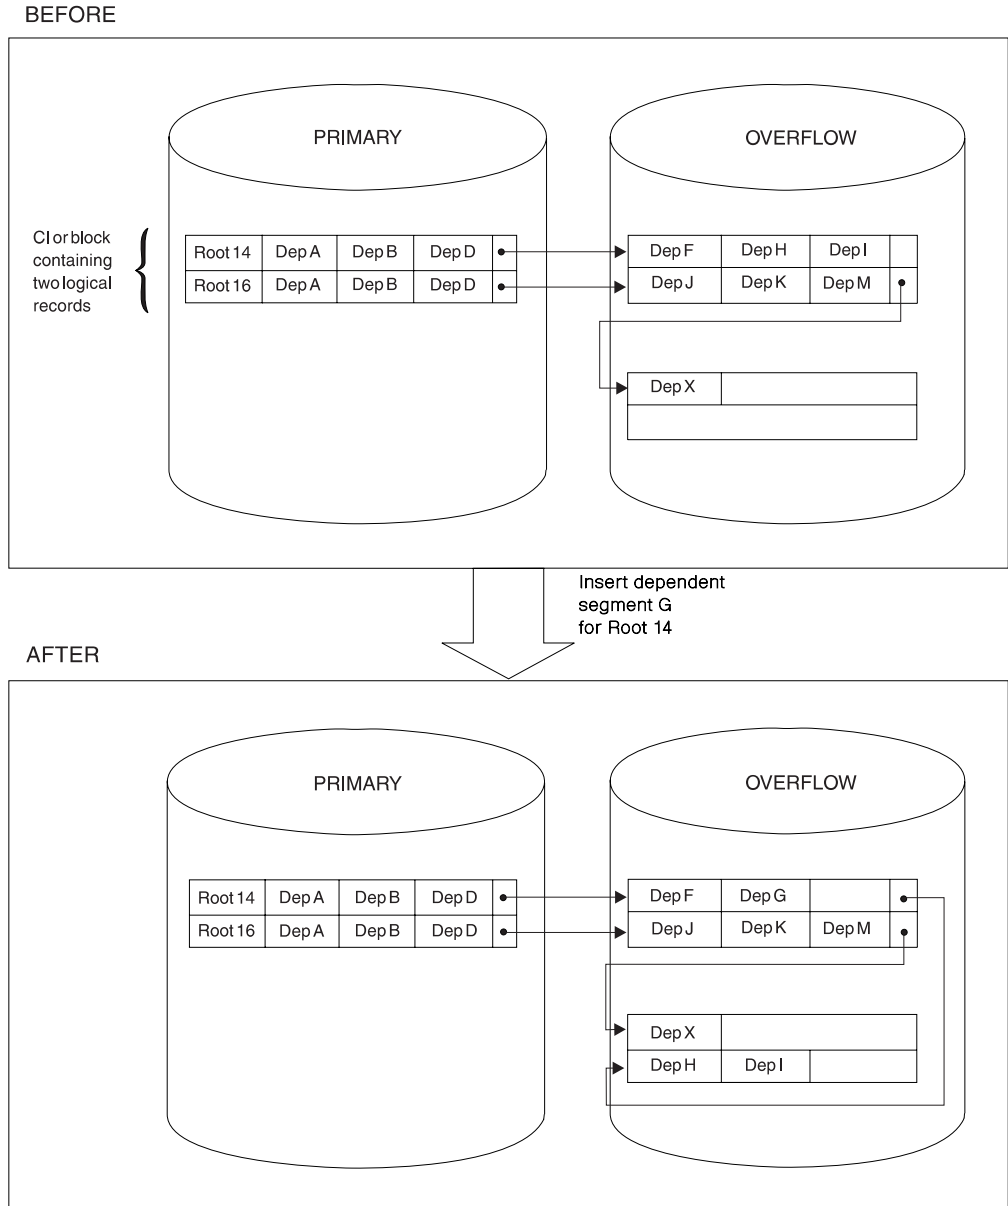 BEFORE
PRIMARY
OVERFLOW
CI or block
containing
two logical
records
Root 14 Dep A Dep B Dep D
Dep F Dep H Dep I
Root 16 Dep A Dep B Dep D
Dep J Dep K Dep M
Dep X
Insert dependent
segment G
for Root 14
AFTER
PRIMARY
OVERFLOW
Root 14 Dep A Dep B Dep D
Dep F Dep G
Root 16 Dep A Dep B Dep D
Dep J Dep K Dep M
Dep X
Dep H Dep I